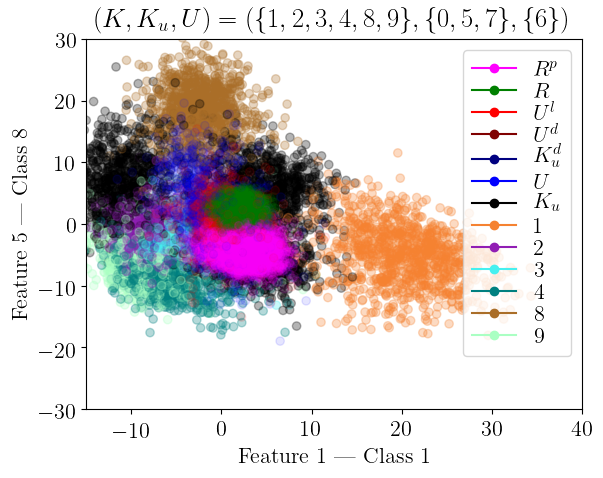 (K, K_u, U) = ({1, 2, 3, 4, 8, 9}, {0, 5, 7}, {6})
30
20
10
0
−10
−20
−30
Feature 5 — Class 8
R^p
R
U^l
U^d
K_u^d
U
K_u
1
2
3
4
8
9
−10
0
10
20
30
40
Feature 1 — Class 1